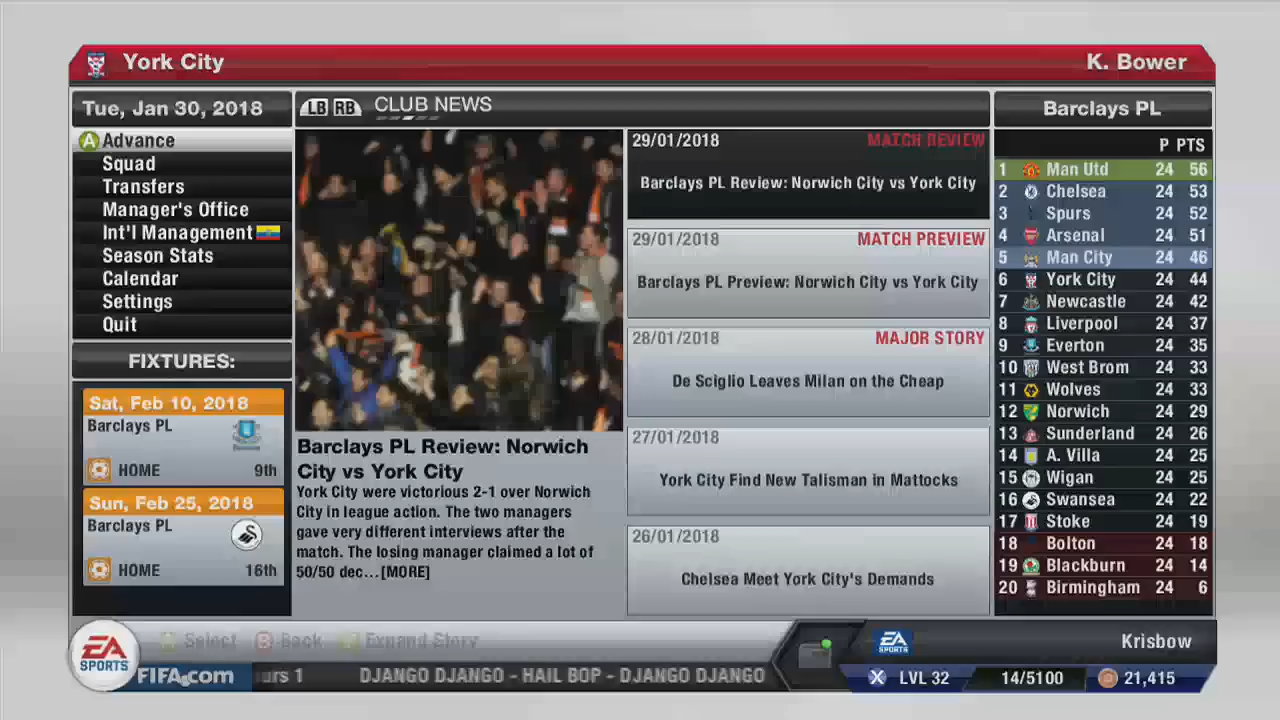 York City
K. Bower
Tue, Jan 30, 2018
LB RB CLUB NEWS
Barclays PL
A Advance
Squad
Transfers
Manager's Office
Int'l Management
Season Stats
Calendar
Settings
Quit
FIXTURES:
Sat, Feb 10, 2018
Barclays PL
HOME 9th
Sun, Feb 25, 2018
Barclays PL
HOME 16th
Barclays PL Review: Norwich
City vs York City
York City were victorious 2-1 over Norwich
City in league action. The two managers
gave very different interviews after the
match. The losing manager claimed a lot of
50/50 dec...[MORE]
29/01/2018 MATCH REVIEW
Barclays PL Review: Norwich City vs York City
29/01/2018 MATCH PREVIEW
Barclays PL Preview: Norwich City vs York City
28/01/2018 MAJOR STORY
De Sciglio Leaves Milan on the Cheap
27/01/2018
York City Find New Talisman in Mattocks
26/01/2018
Chelsea Meet York City's Demands
P PTS
1 Man Utd 24 56
2 Chelsea 24 53
3 Spurs 24 52
4 Arsenal 24 51
5 Man City 24 46
6 York City 24 44
7 Newcastle 24 42
8 Liverpool 24 37
9 Everton 24 35
10 West Brom 24 33
11 Wolves 24 33
12 Norwich 24 29
13 Sunderland 24 26
14 A. Villa 24 25
15 Wigan 24 25
16 Swansea 24 22
17 Stoke 24 19
18 Bolton 24 18
19 Blackburn 24 14
20 Birmingham 24 6
Select B Back Expand Story
EA SPORTS
EA SPORTS
Krisbow
FIFA.com
urs 1 DJANGO DJANGO - HAIL BOP - DJANGO DJANGO
X LVL 32 14/5100 21,415